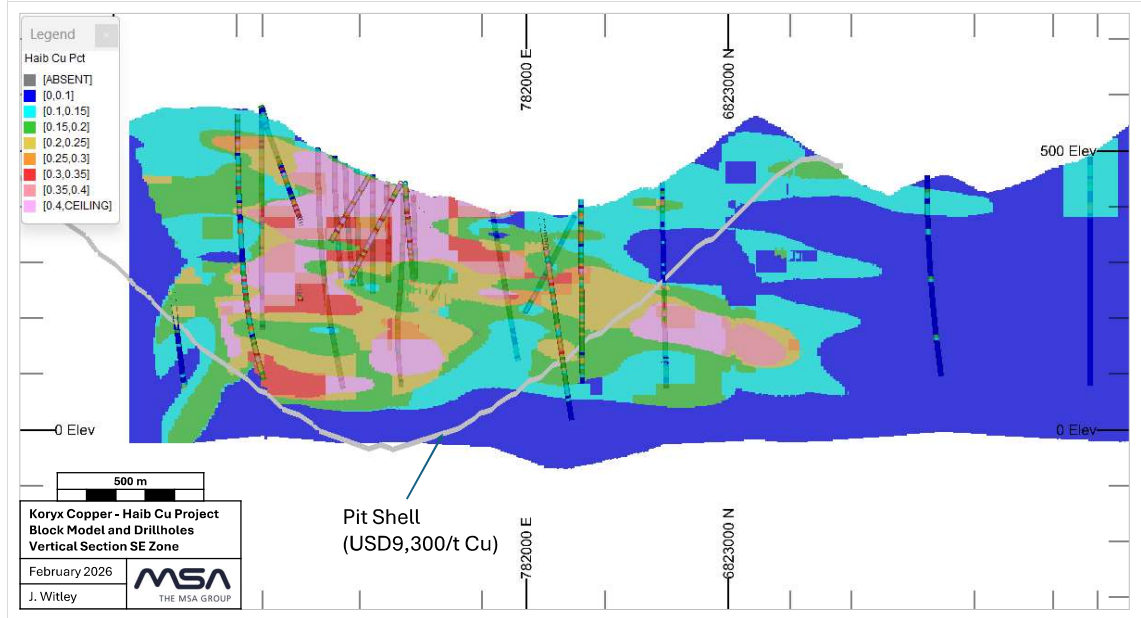 Legend
Haib Cu Pct
[ABSENT]
[0,0.1]
[0.1,0.15]
[0.15,0.2]
[0.2,0.25]
[0.25,0.3]
[0.3,0.35]
[0.35,0.4]
[0.4,CEILING]
782000 E
6823000 N
500 Elev
0 Elev
0 Elev
500 m
Pit Shell
(USD9,300/t Cu)
782000 E
6823000 N
Koryx Copper - Haib Cu Project
Block Model and Drillholes
Vertical Section SE Zone
February 2026
J. Witley
MSA
THE MSA GROUP